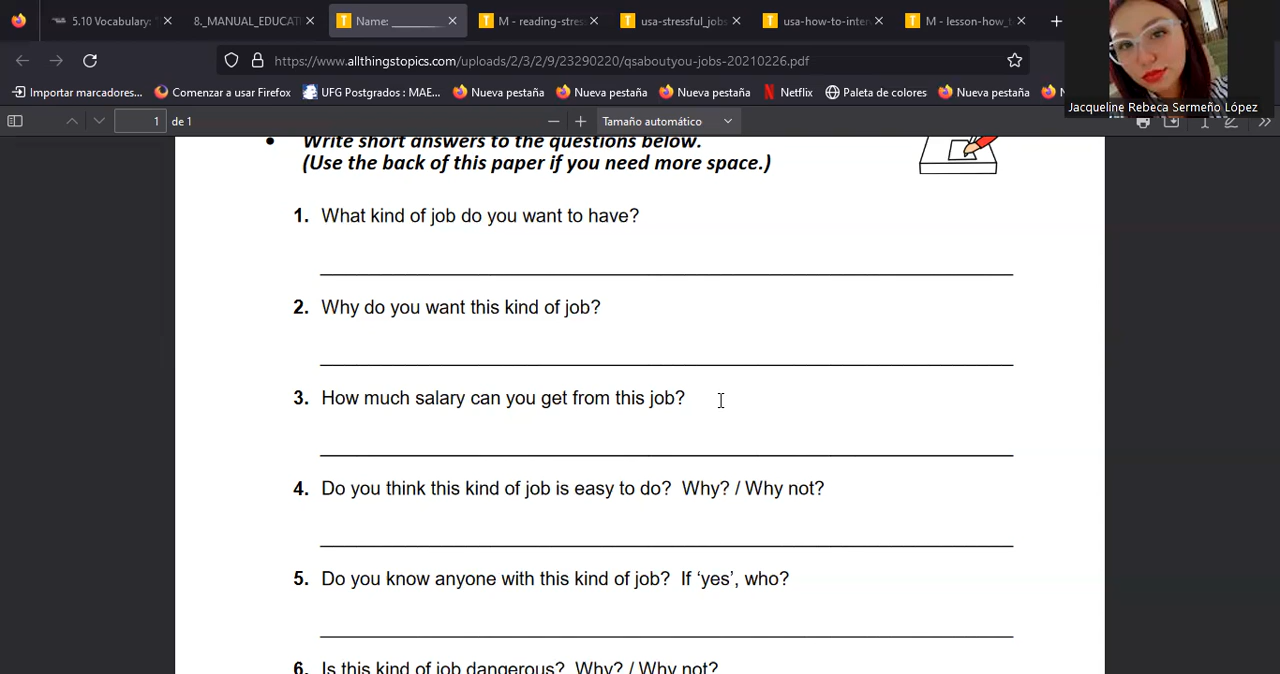 5.10 Vocabulary:
8._MANUAL_EDUCAT
Name: ________
M - reading-stres
usa-stressful_jobs
usa-how-to-inter
M - lesson-how_t
https://www.allthingstopics.com/uploads/2/3/2/9/23290220/qsaboutyou-jobs-20210226.pdf
Jacqueline Rebeca Sermeño López
Importar marcadores...
Comenzar a usar Firefox
UFG Postgrados : MAE...
Nueva pestaña
Nueva pestaña
Nueva pestaña
Netflix
Paleta de colores
Nueva pestaña
1 de 1
Tamaño automático
• Write short answers to the questions below.
(Use the back of this paper if you need more space.)
1. What kind of job do you want to have?
2. Why do you want this kind of job?
3. How much salary can you get from this job?
4. Do you think this kind of job is easy to do? Why? / Why not?
5. Do you know anyone with this kind of job? If ‘yes’, who?
6. Is this kind of job dangerous? Why? / Why not?